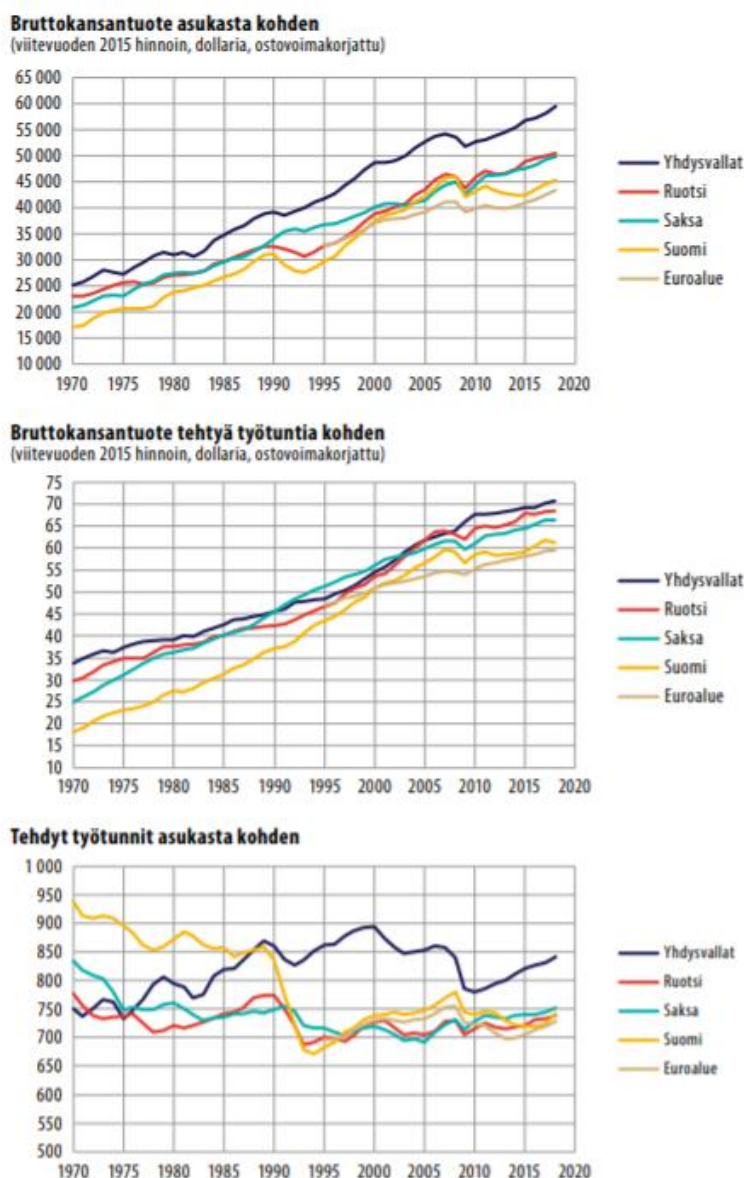 Bruttokansantuote asukasta kohden
(viitevuoden 2015 hinnoin, dollaria, ostovoimakorjattu)
65 000
60 000
55 000
50 000
45 000
40 000
35 000
30 000
25 000
20 000
15 000
10 000
1970 1975 1980 1985 1990 1995 2000 2005 2010 2015 2020
Yhdysvallat
Ruotsi
Saksa
Suomi
Euroalue
Bruttokansantuote tehtyä työtuntia kohden
(viitevuoden 2015 hinnoin, dollaria, ostovoimakorjattu)
75
70
65
60
55
50
45
40
35
30
25
20
15
10
1970 1975 1980 1985 1990 1995 2000 2005 2010 2015 2020
Yhdysvallat
Ruotsi
Saksa
Suomi
Euroalue
Tehdyt työtunnit asukasta kohden
1 000
950
900
850
800
750
700
650
600
550
500
1970 1975 1980 1985 1990 1995 2000 2005 2010 2015 2020
Yhdysvallat
Ruotsi
Saksa
Suomi
Euroalue